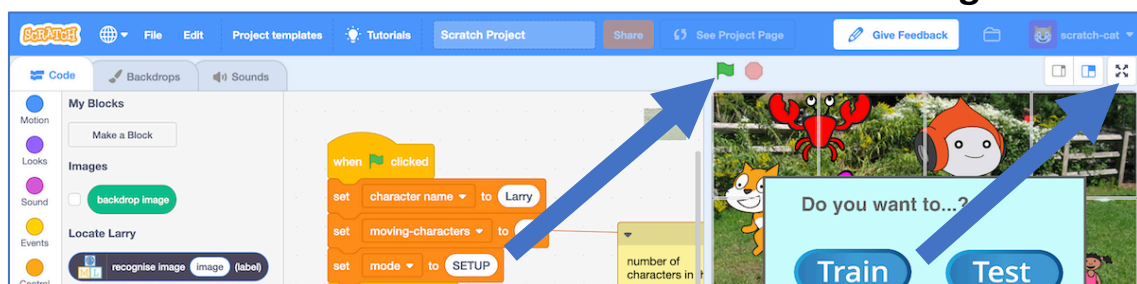 SCRATCH File Edit Project templates Tutorials Scratch Project Share See Project Page Give Feedback scratch-cat
Code Backdrops Sounds
Motion
Looks
Sound
Events
Control
My Blocks
Make a Block
Images
backdrop image
Locate Larry
ML recognise image image (label)
when clicked
set character name to Larry
set moving-characters to
set mode to SETUP
number of
characters in
Do you want to...?
Train Test